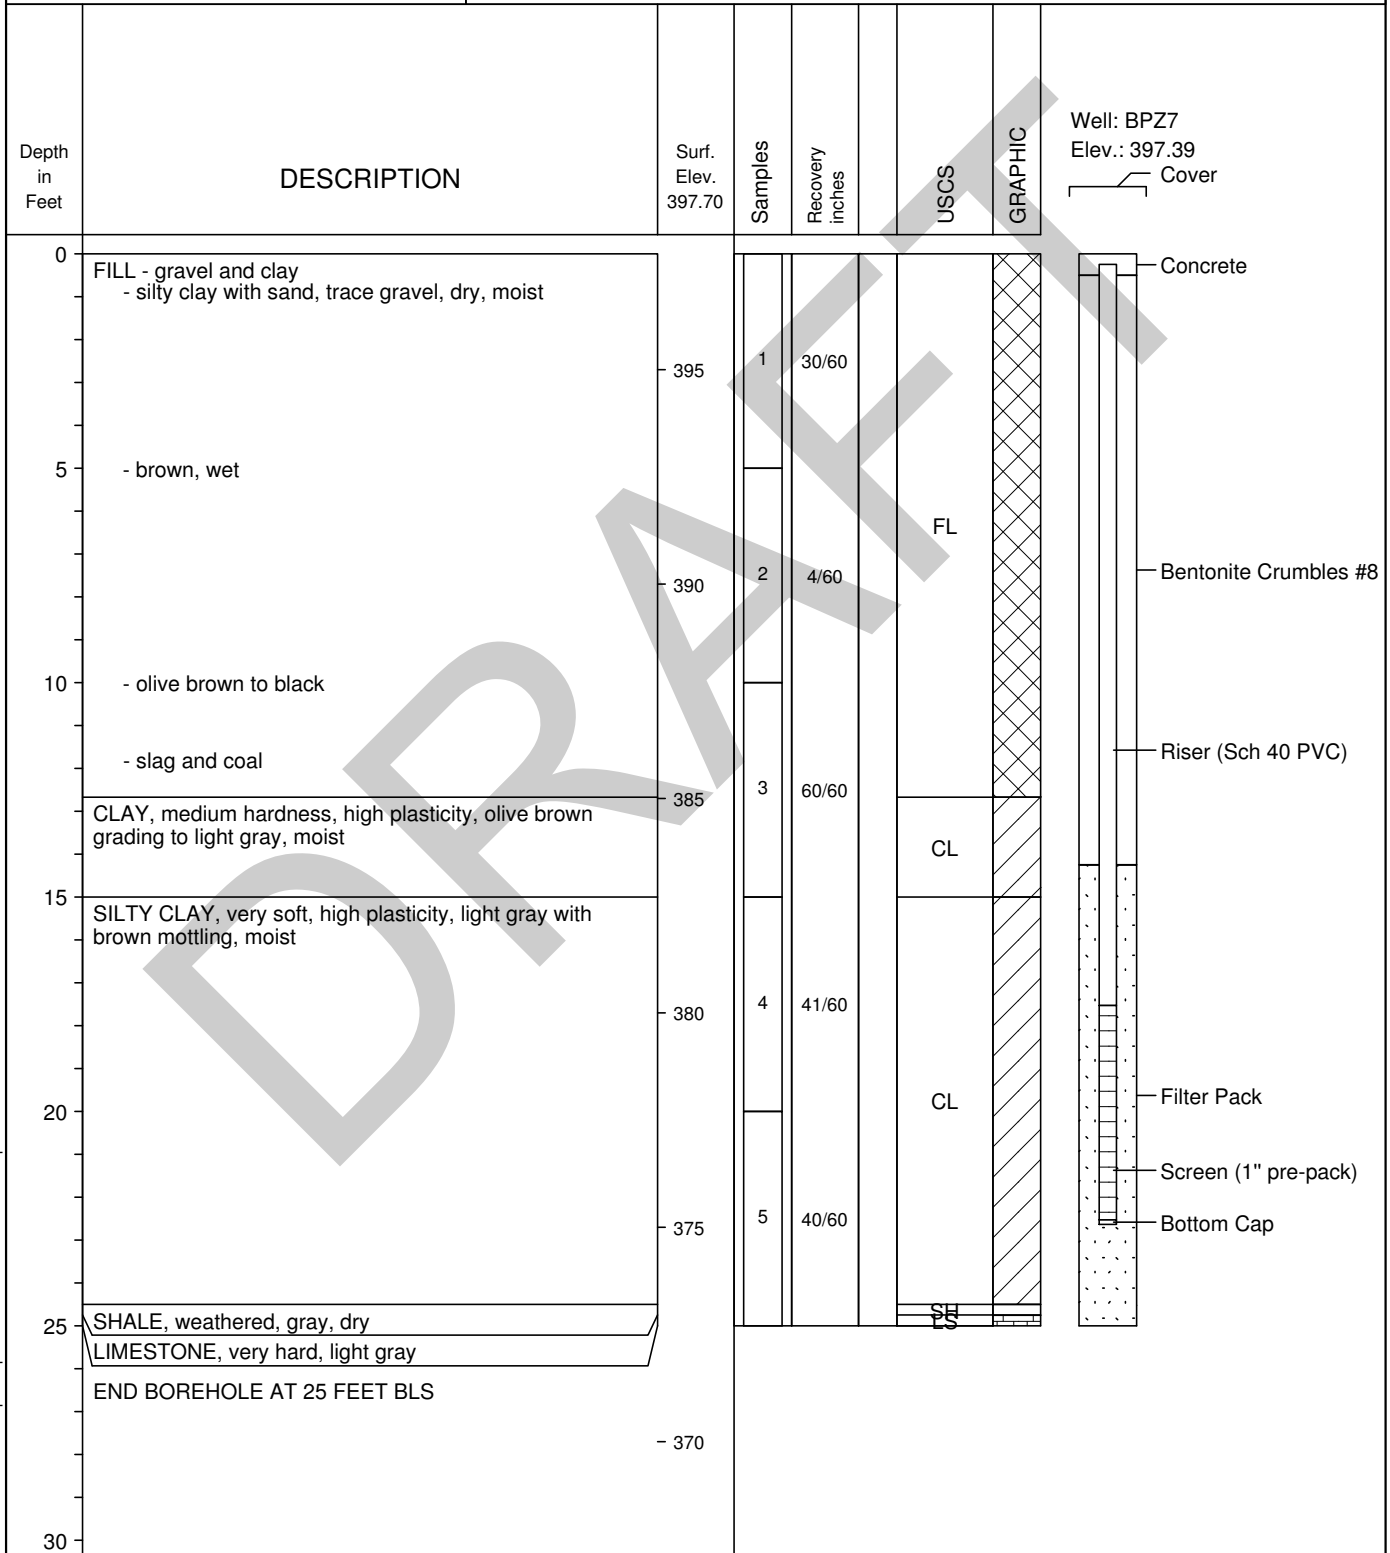 Depth
in
Feet
DESCRIPTION
Surf.
Elev.
397.70
Samples
Recovery
inches
USCS
GRAPHIC
Well: BPZ7
Elev.: 397.39
Cover
0
FILL - gravel and clay
- silty clay with sand, trace gravel, dry, moist
Concrete
1
30/60
395
5
- brown, wet
FL
2
4/60
390
Bentonite Crumbles #8
10
- olive brown to black
- slag and coal
Riser (Sch 40 PVC)
3
60/60
385
CLAY, medium hardness, high plasticity, olive brown
grading to light gray, moist
CL
15
SILTY CLAY, very soft, high plasticity, light gray with
brown mottling, moist
4
41/60
380
20
CL
Filter Pack
Screen (1" pre-pack)
5
40/60
375
Bottom Cap
SH
LS
25
SHALE, weathered, gray, dry
LIMESTONE, very hard, light gray
END BOREHOLE AT 25 FEET BLS
370
30
DRAFT